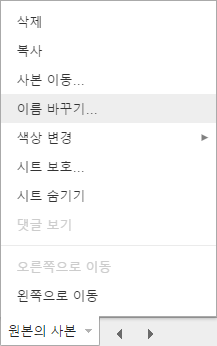 삭제
복사
사본 이동...
이름 바꾸기...
색상 변경
시트 보호...
시트 숨기기
댓글 보기
오른쪽으로 이동
왼쪽으로 이동
원본의 사본